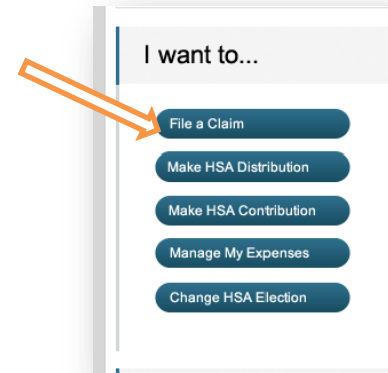 I want to...
File a Claim
Make HSA Distribution
Make HSA Contribution
Manage My Expenses
Change HSA Election